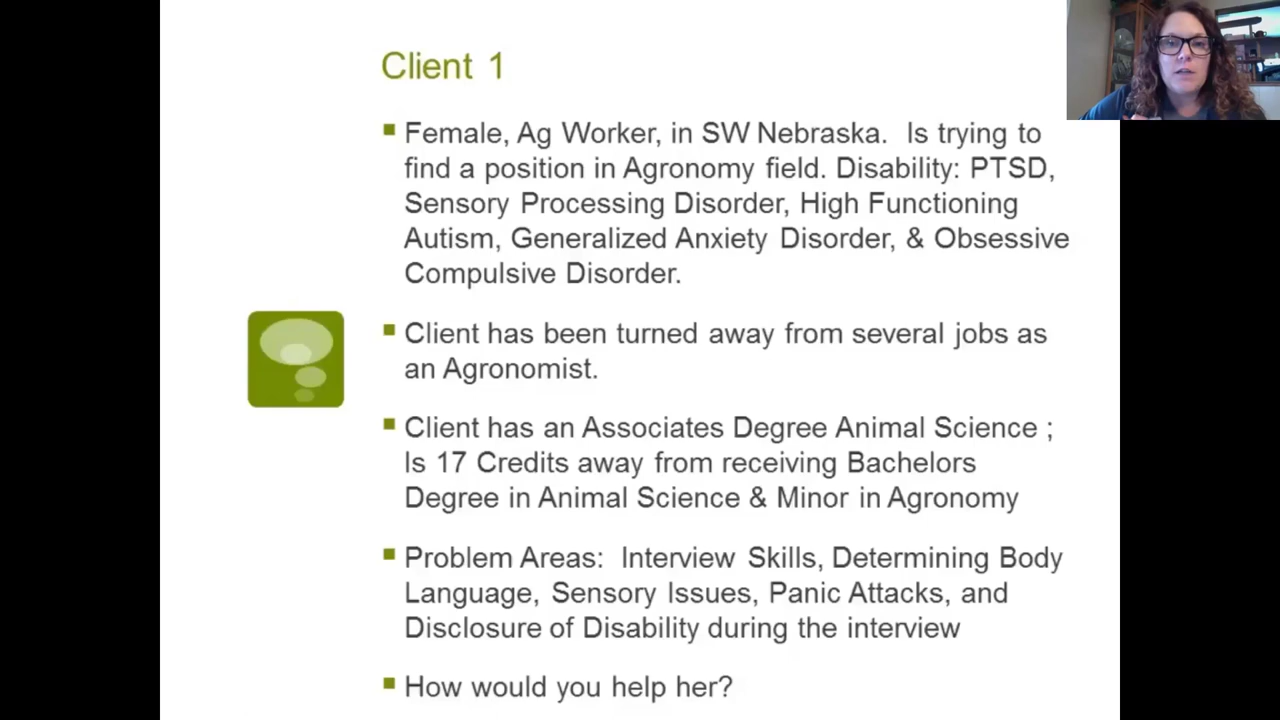 Client 1
Female, Ag Worker, in SW Nebraska. Is trying to
find a position in Agronomy field. Disability: PTSD,
Sensory Processing Disorder, High Functioning
Autism, Generalized Anxiety Disorder, & Obsessive
Compulsive Disorder.
Client has been turned away from several jobs as
an Agronomist.
Client has an Associates Degree Animal Science ;
Is 17 Credits away from receiving Bachelors
Degree in Animal Science & Minor in Agronomy
Problem Areas: Interview Skills, Determining Body
Language, Sensory Issues, Panic Attacks, and
Disclosure of Disability during the interview
How would you help her?